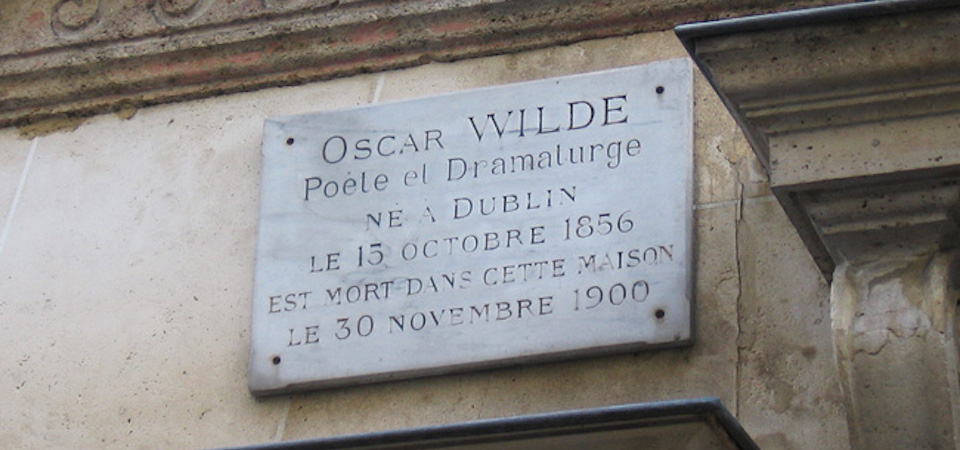 OSCAR WILDE
Poète et Dramaturge
NÉ A DUBLIN
LE 15 OCTOBRE 1856
EST MORT DANS CETTE MAISON
LE 30 NOVEMBRE 1900